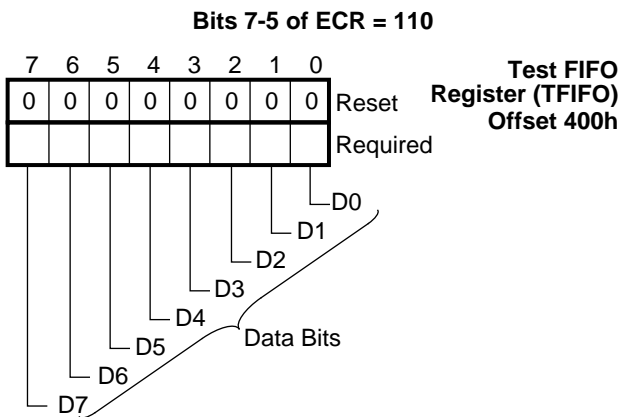 Bits 7-5 of ECR = 110
7 6 5 4 3 2 1 0
Test FIFO
Register (TFIFO)
Offset 400h
0 0 0 0 0 0 0 0 Reset
Required
D0
D1
D2
D3
D4
D5
D6
D7
Data Bits